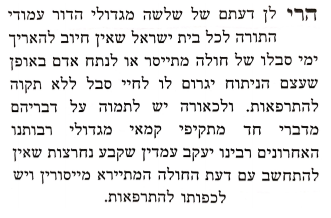 הרי לן דעתם של שלשה מגדולי הדור עמודי
התורה לכל בית ישראל שאין חיוב להאריך
ימי סבלו של חולה מתייסר או לנתח אדם באופן
שעצם הניתוח יגרום לו לחיי סבל ללא תקוה
להתרפאות. ולכאורה יש לתמוה על דבריהם
מדברי חד מתקיפי קמאי מגדולי רבותנו
האחרונים רבינו יעקב עמדין שקבע נחרצות שאין
להתחשב עם דעת החולה המתיירא מייסורין ויש
לכפותו להתרפאות.